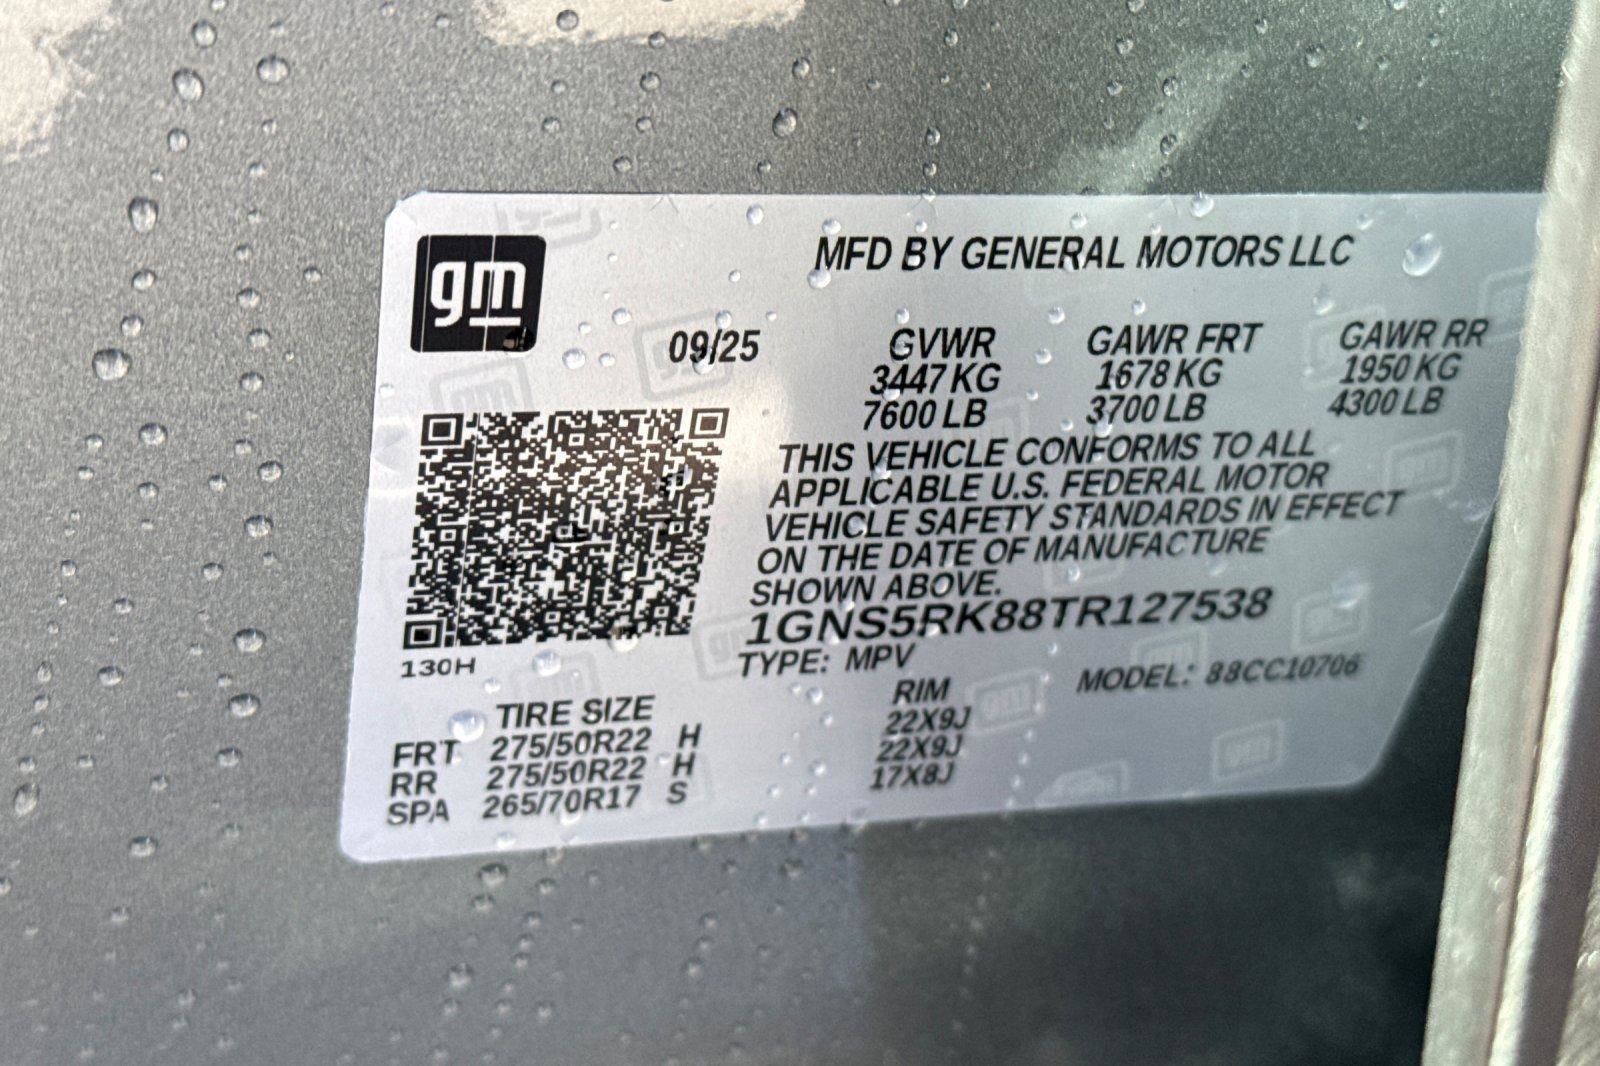 gm
MFD BY GENERAL MOTORS LLC
09/25 GVWR GAWR FRT GAWR RR
3447 KG 1678 KG 1950 KG
7600 LB 3700 LB 4300 LB
THIS VEHICLE CONFORMS TO ALL
APPLICABLE U.S. FEDERAL MOTOR
VEHICLE SAFETY STANDARDS IN EFFECT
ON THE DATE OF MANUFACTURE
SHOWN ABOVE.
1GNS5RK88TR127538
130H
TYPE: MPV MODEL: 88CC10706
TIRE SIZE RIM
FRT 275/50R22 H 22X9J
RR 275/50R22 H 22X9J
SPA 265/70R17 S 17X8J